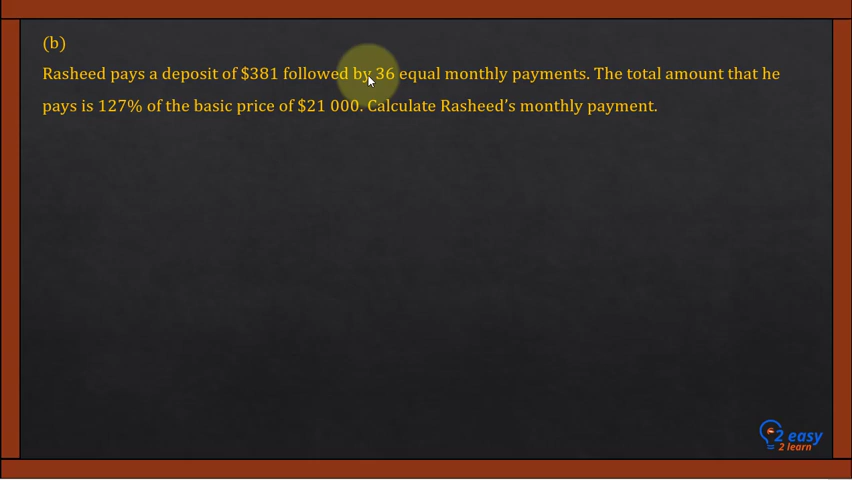 (b)
Rasheed pays a deposit of $381 followed by 36 equal monthly payments. The total amount that he
pays is 127% of the basic price of $21 000. Calculate Rasheed’s monthly payment.
2 easy
2 learn